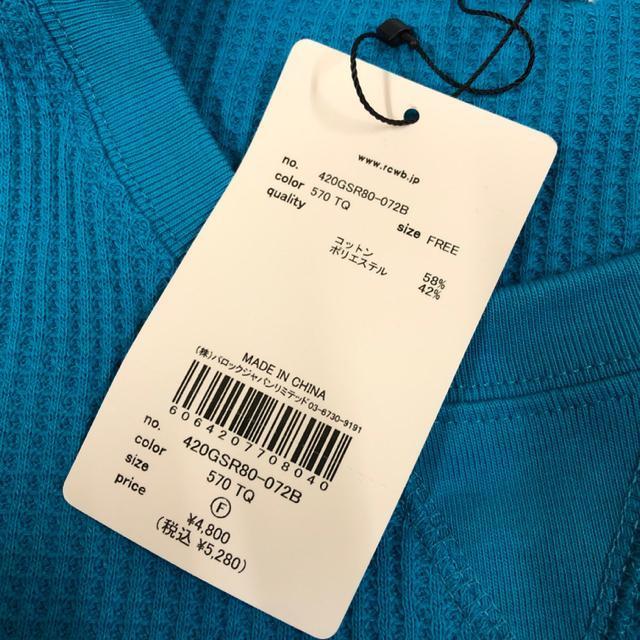 www.rcwb.jp
no. 420GSR80-072B
color 570 TQ size FREE
quality
コットン 58%
ポリエステル 42%
MADE IN CHINA
(株)バロックジャパンリミテッド03-6730-9191
606420770804​0
no. 420GSR80-072B
color 570 TQ
size F
price ¥4,800
(税込 ¥5,280)